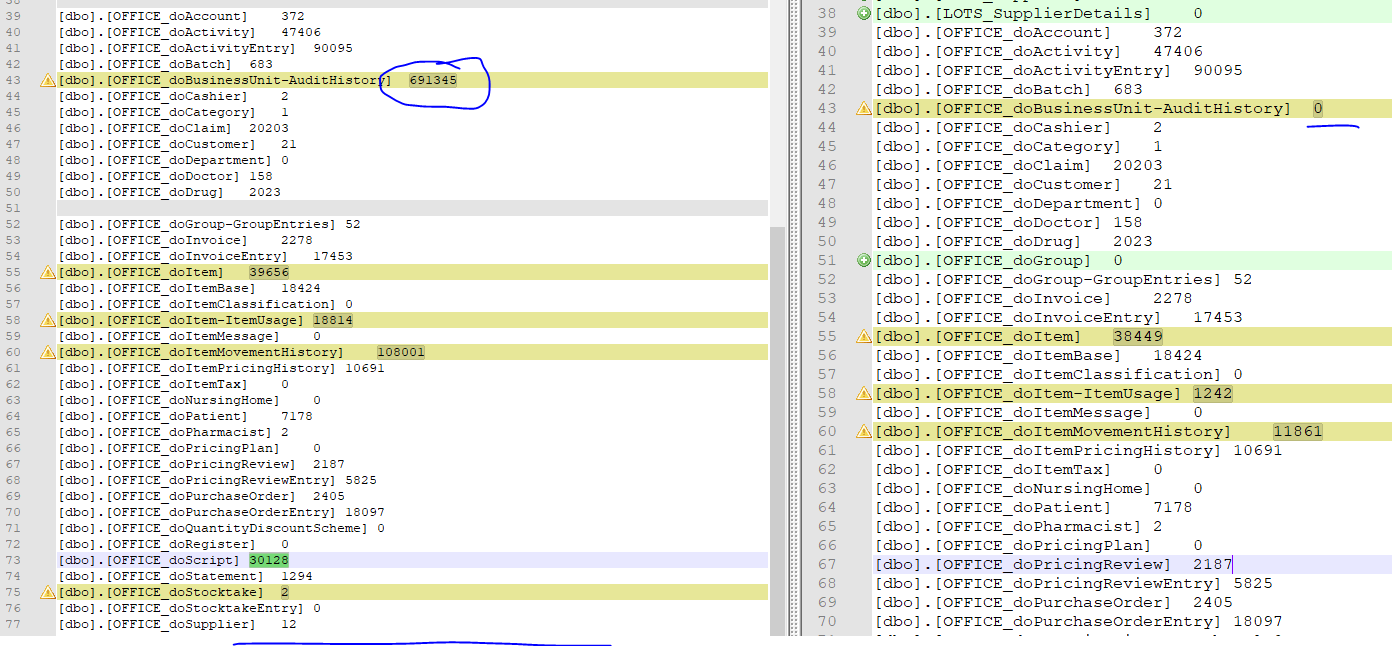 38
39 [dbo].[OFFICE_doAccount] 372
40 [dbo].[OFFICE_doActivity] 47406
41 [dbo].[OFFICE_doActivityEntry] 90095
42 [dbo].[OFFICE_doBatch] 683
43 [dbo].[OFFICE_doBusinessUnit-AuditHistory] 691345
44 [dbo].[OFFICE_doCashier] 2
45 [dbo].[OFFICE_doCategory] 1
46 [dbo].[OFFICE_doClaim] 20203
47 [dbo].[OFFICE_doCustomer] 21
48 [dbo].[OFFICE_doDepartment] 0
49 [dbo].[OFFICE_doDoctor] 158
50 [dbo].[OFFICE_doDrug] 2023
51
52 [dbo].[OFFICE_doGroup-GroupEntries] 52
53 [dbo].[OFFICE_doInvoice] 2278
54 [dbo].[OFFICE_doInvoiceEntry] 17453
55 [dbo].[OFFICE_doItem] 39656
56 [dbo].[OFFICE_doItemBase] 18424
57 [dbo].[OFFICE_doItemClassification] 0
58 [dbo].[OFFICE_doItem-ItemUsage] 18814
59 [dbo].[OFFICE_doItemMessage] 0
60 [dbo].[OFFICE_doItemMovementHistory] 108001
61 [dbo].[OFFICE_doItemPricingHistory] 10691
62 [dbo].[OFFICE_doItemTax] 0
63 [dbo].[OFFICE_doNursingHome] 0
64 [dbo].[OFFICE_doPatient] 7178
65 [dbo].[OFFICE_doPharmacist] 2
66 [dbo].[OFFICE_doPricingPlan] 0
67 [dbo].[OFFICE_doPricingReview] 2187
68 [dbo].[OFFICE_doPricingReviewEntry] 5825
69 [dbo].[OFFICE_doPurchaseOrder] 2405
70 [dbo].[OFFICE_doPurchaseOrderEntry] 18097
71 [dbo].[OFFICE_doQuantityDiscountScheme] 0
72 [dbo].[OFFICE_doRegister] 0
73 [dbo].[OFFICE_doScript] 30128
74 [dbo].[OFFICE_doStatement] 1294
75 [dbo].[OFFICE_doStocktake] 2
76 [dbo].[OFFICE_doStocktakeEntry] 0
77 [dbo].[OFFICE_doSupplier] 12
38 [dbo].[LOTS_SupplierDetails] 0
39 [dbo].[OFFICE_doAccount] 372
40 [dbo].[OFFICE_doActivity] 47406
41 [dbo].[OFFICE_doActivityEntry] 90095
42 [dbo].[OFFICE_doBatch] 683
43 [dbo].[OFFICE_doBusinessUnit-AuditHistory] 0
44 [dbo].[OFFICE_doCashier] 2
45 [dbo].[OFFICE_doCategory] 1
46 [dbo].[OFFICE_doClaim] 20203
47 [dbo].[OFFICE_doCustomer] 21
48 [dbo].[OFFICE_doDepartment] 0
49 [dbo].[OFFICE_doDoctor] 158
50 [dbo].[OFFICE_doDrug] 2023
51 [dbo].[OFFICE_doGroup] 0
52 [dbo].[OFFICE_doGroup-GroupEntries] 52
53 [dbo].[OFFICE_doInvoice] 2278
54 [dbo].[OFFICE_doInvoiceEntry] 17453
55 [dbo].[OFFICE_doItem] 38449
56 [dbo].[OFFICE_doItemBase] 18424
57 [dbo].[OFFICE_doItemClassification] 0
58 [dbo].[OFFICE_doItem-ItemUsage] 1242
59 [dbo].[OFFICE_doItemMessage] 0
60 [dbo].[OFFICE_doItemMovementHistory] 11861
61 [dbo].[OFFICE_doItemPricingHistory] 10691
62 [dbo].[OFFICE_doItemTax] 0
63 [dbo].[OFFICE_doNursingHome] 0
64 [dbo].[OFFICE_doPatient] 7178
65 [dbo].[OFFICE_doPharmacist] 2
66 [dbo].[OFFICE_doPricingPlan] 0
67 [dbo].[OFFICE_doPricingReview] 2187
68 [dbo].[OFFICE_doPricingReviewEntry] 5825
69 [dbo].[OFFICE_doPurchaseOrder] 2405
70 [dbo].[OFFICE_doPurchaseOrderEntry] 18097